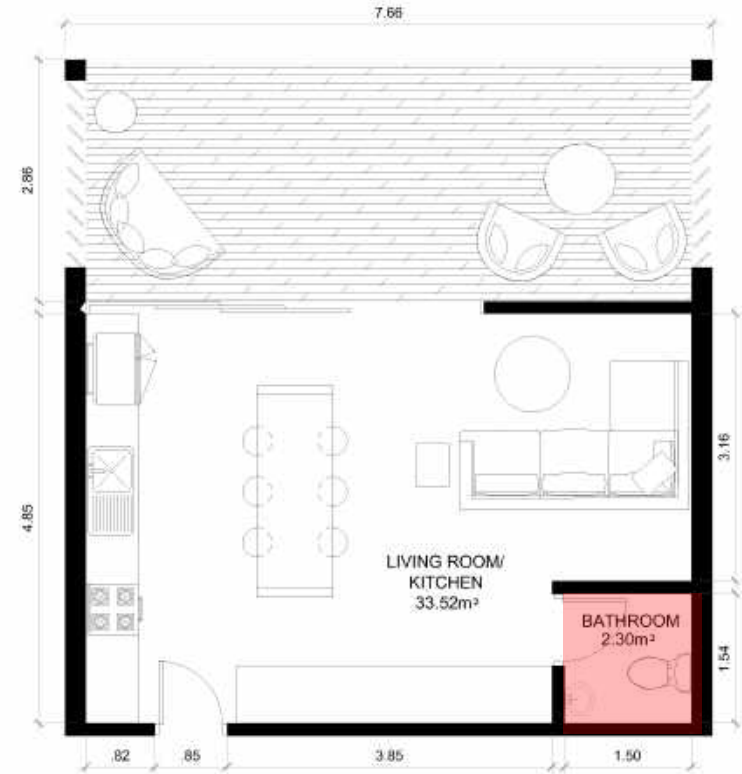 7.66
2.86
4.85
3.16
LIVING ROOM/
KITCHEN
33.52m²
BATHROOM
2.30m²
1.54
.82
.85
3.85
1.50